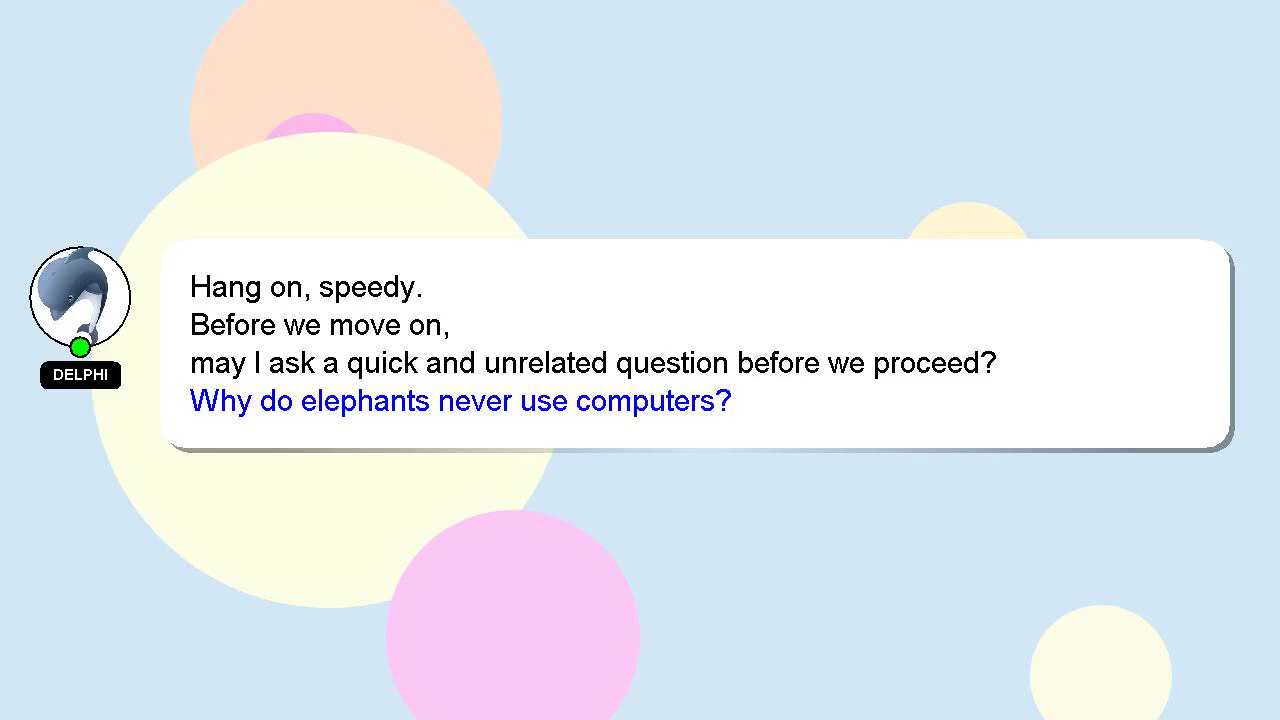 Hang on, speedy.
Before we move on,
may I ask a quick and unrelated question before we proceed?
Why do elephants never use computers?
DELPHI